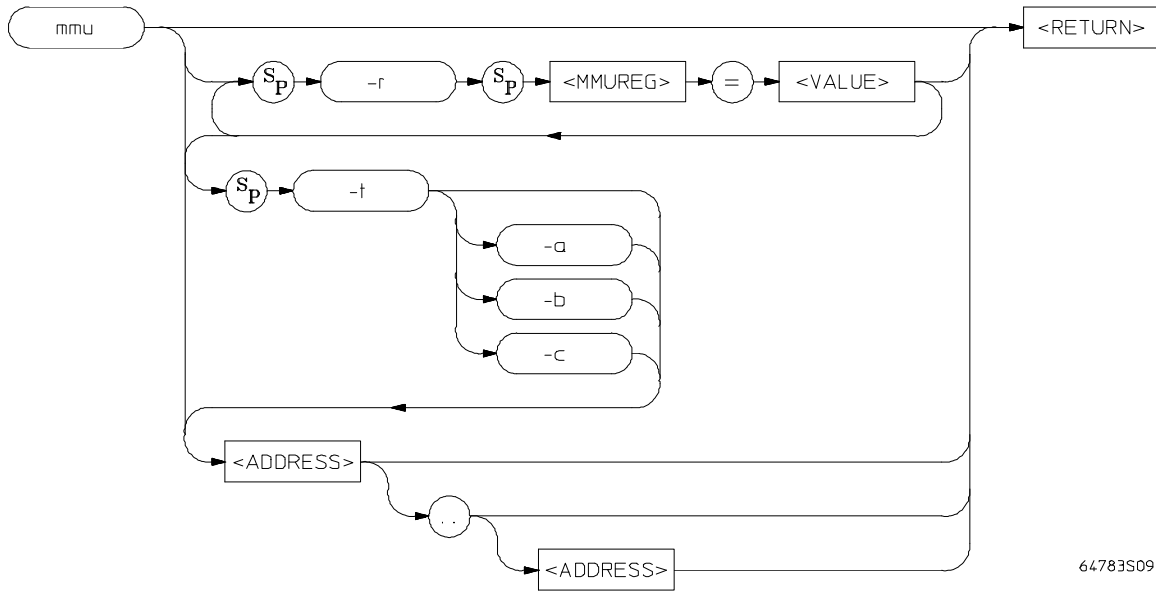 mmu
<RETURN>
SP
-r
SP
<MMUREG>
=
<VALUE>
SP
-t
-a
-b
-c
<ADDRESS>
..
<ADDRESS>
64783S09